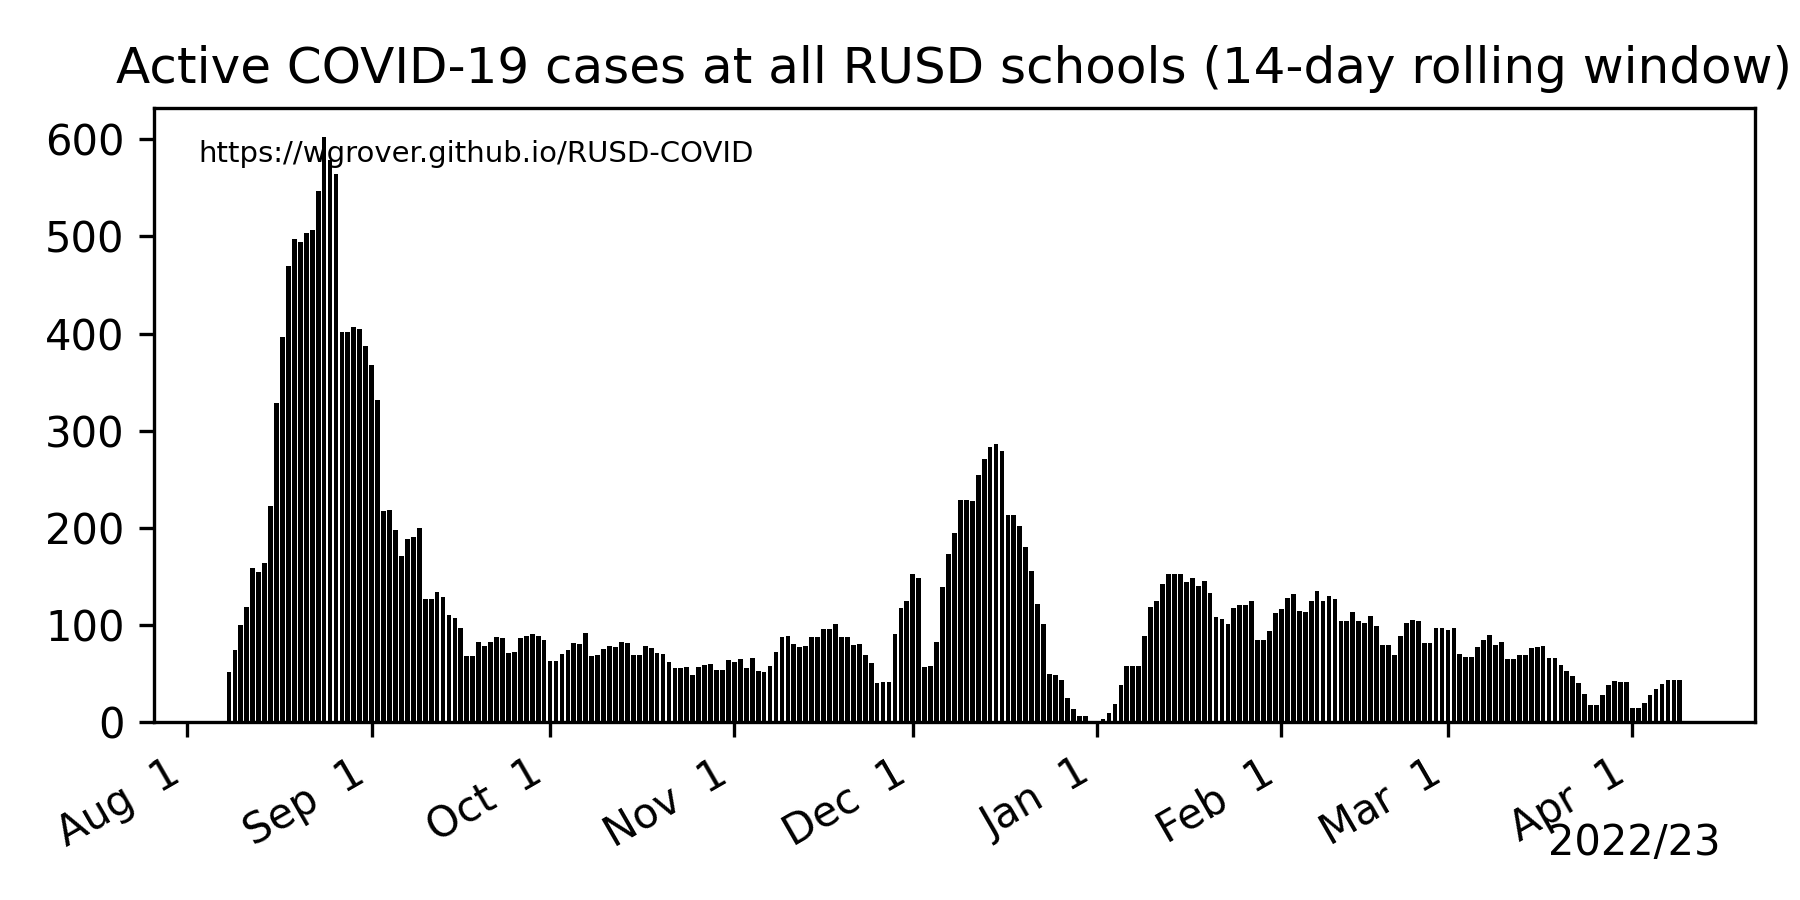 Active COVID-19 cases at all RUSD schools (14-day rolling window)
https://wgrover.github.io/RUSD-COVID
600
500
400
300
200
100
0
Aug 1
Sep 1
Oct 1
Nov 1
Dec 1
Jan 1
Feb 1
Mar 1
Apr 1
2022/23